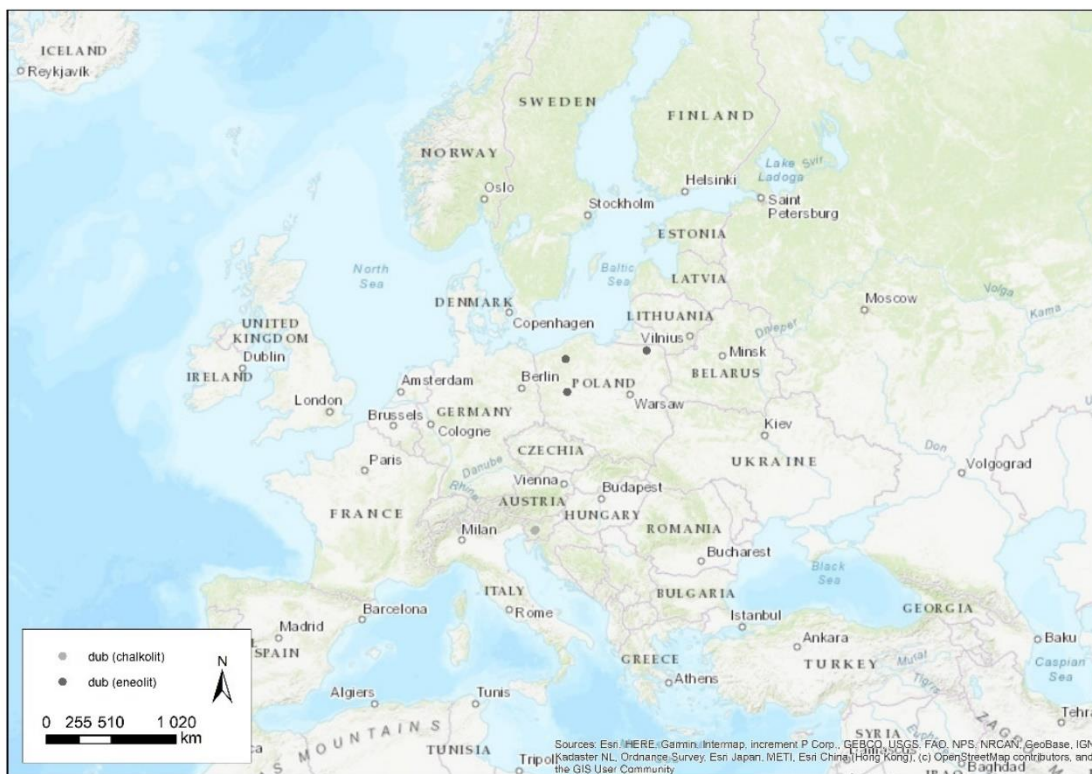 ICELAND
Reykjavík
SWEDEN
FINLAND
NORWAY
Lake
Ladoga
Svir
Oslo
Helsinki
Stockholm
Saint
Petersburg
ESTONIA
North
Sea
Baltic
Sea
LATVIA
Moscow
Volga
Kama
DENMARK
Copenhagen
LITHUANIA
Dnieper
UNITED
KINGDOM
Vilnius
Minsk
Dublin
IRELAND
BELARUS
Berlin
POLAND
Amsterdam
Warsaw
London
GERMANY
Brussels
Cologne
Kiev
CZECHIA
Don
UKRAINE
Volgograd
Paris
Danube
Vienna
Budapest
Rhine
AUSTRIA
HUNGARY
FRANCE
Milan
ROMANIA
Bucharest
Black
Sea
ITALY
BULGARIA
GEORGIA
Barcelona
Rome
Istanbul
Madrid
Ankara
Baku
SPAIN
GREECE
TURKEY
Murat
Caspian
Sea
Athens
Tigris
Algiers
Tunis
Tehra
MOUNTAINS
ZAGRO
TUNISIA
SYRIA
Tripoli
Damascus
Baghdad
dub (chalkolit)
dub (eneolit)
N
0 255 510 1 020
km
Sources: Esri, HERE, Garmin, Intermap, increment P Corp., GEBCO, USGS, FAO, NPS, NRCAN, GeoBase, IGN,
Kadaster NL, Ordnance Survey, Esri Japan, METI, Esri China (Hong Kong), (c) OpenStreetMap contributors, and
the GIS User Community